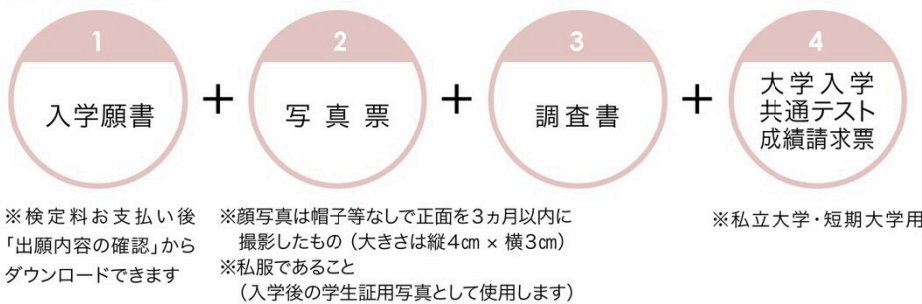 1
入学願書
+
2
写真票
+
3
調査書
+
4
大学入学
共通テスト
成績請求票
※検定料お支払い後
「出願内容の確認」から
ダウンロードできます
※顔写真は帽子等なしで正面を3ヵ月以内に
撮影したもの（大きさは縦4㎝ × 横3㎝）
※私服であること
（入学後の学生証用写真として使用します）
※私立大学・短期大学用